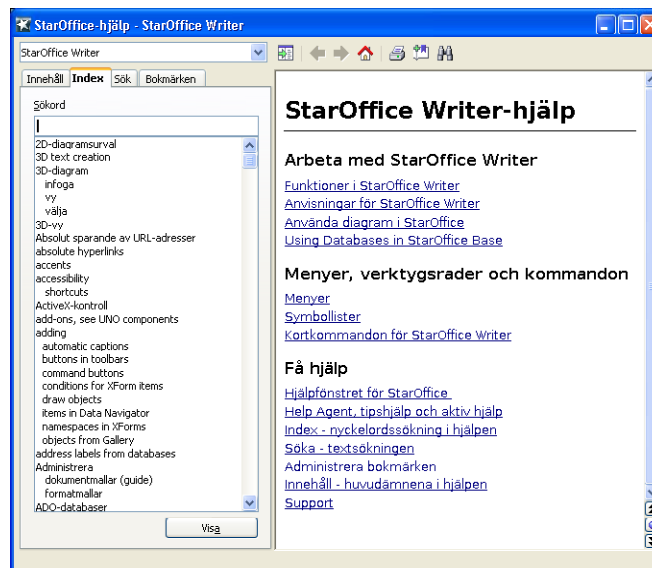 StarOffice-hjälp - StarOffice Writer
StarOffice Writer
Innehåll Index Sök Bokmärken
Sökord
2D-diagramsurval
3D text creation
3D-diagram
infoga
vy
välja
3D-vy
Absolut sparande av URL-adresser
absolute hyperlinks
accents
accessibility
shortcuts
ActiveX-kontroll
add-ons, see UNO components
adding
automatic captions
buttons in toolbars
command buttons
conditions for XForm items
draw objects
items in Data Navigator
namespaces in XForms
objects from Gallery
address labels from databases
Administrera
dokumentmallar (guide)
formatmallar
ADO-databaser
Visa
StarOffice Writer-hjälp
Arbeta med StarOffice Writer
Funktioner i StarOffice Writer
Anvisningar för StarOffice Writer
Använda diagram i StarOffice
Using Databases in StarOffice Base
Menyer, verktygsrader och kommandon
Menyer
Symbollister
Kortkommandon för StarOffice Writer
Få hjälp
Hjälpfönstret för StarOffice
Help Agent, tipshjälp och aktiv hjälp
Index - nyckelordssökning i hjälpen
Söka - textsökningen
Administrera bokmärken
Innehåll - huvudämnena i hjälpen
Support